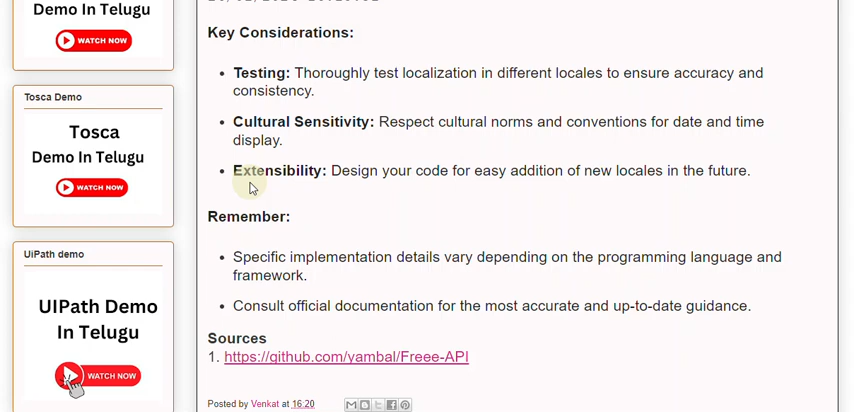 Demo In Telugu
WATCH NOW
Tosca Demo
Tosca
Demo In Telugu
WATCH NOW
UiPath demo
UIPath Demo
In Telugu
WATCH NOW
Key Considerations:
Testing: Thoroughly test localization in different locales to ensure accuracy and
consistency.
Cultural Sensitivity: Respect cultural norms and conventions for date and time
display.
Extensibility: Design your code for easy addition of new locales in the future.
Remember:
Specific implementation details vary depending on the programming language and
framework.
Consult official documentation for the most accurate and up-to-date guidance.
Sources
1. https://github.com/yambal/Freee-API
Posted by Venkat at 16:20